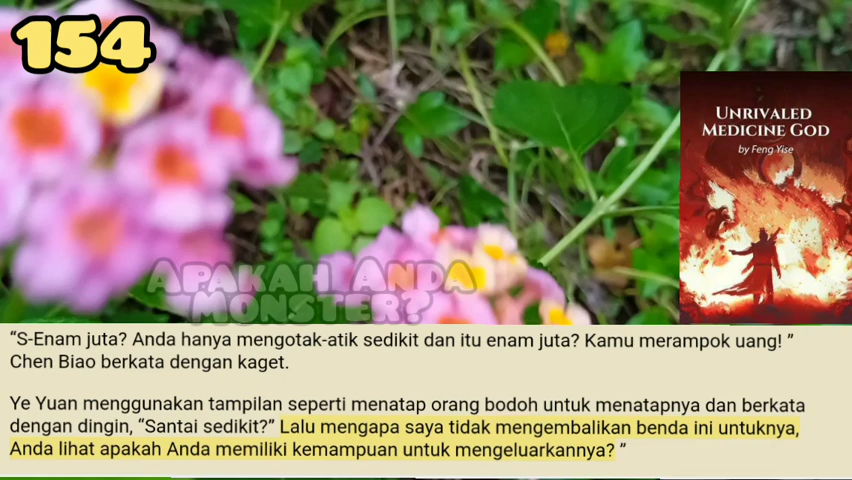 154
UNRIVALED
MEDICINE GOD
by Feng Yise
APAKAH ANDA
MONSTER?
“S-Enam juta? Anda hanya mengotak-atik sedikit dan itu enam juta? Kamu merampok uang! ”
Chen Biao berkata dengan kaget.
Ye Yuan menggunakan tampilan seperti menatap orang bodoh untuk menatapnya dan berkata
dengan dingin, “Santai sedikit?” Lalu mengapa saya tidak mengembalikan benda ini untuknya,
Anda lihat apakah Anda memiliki kemampuan untuk mengeluarkannya? ”